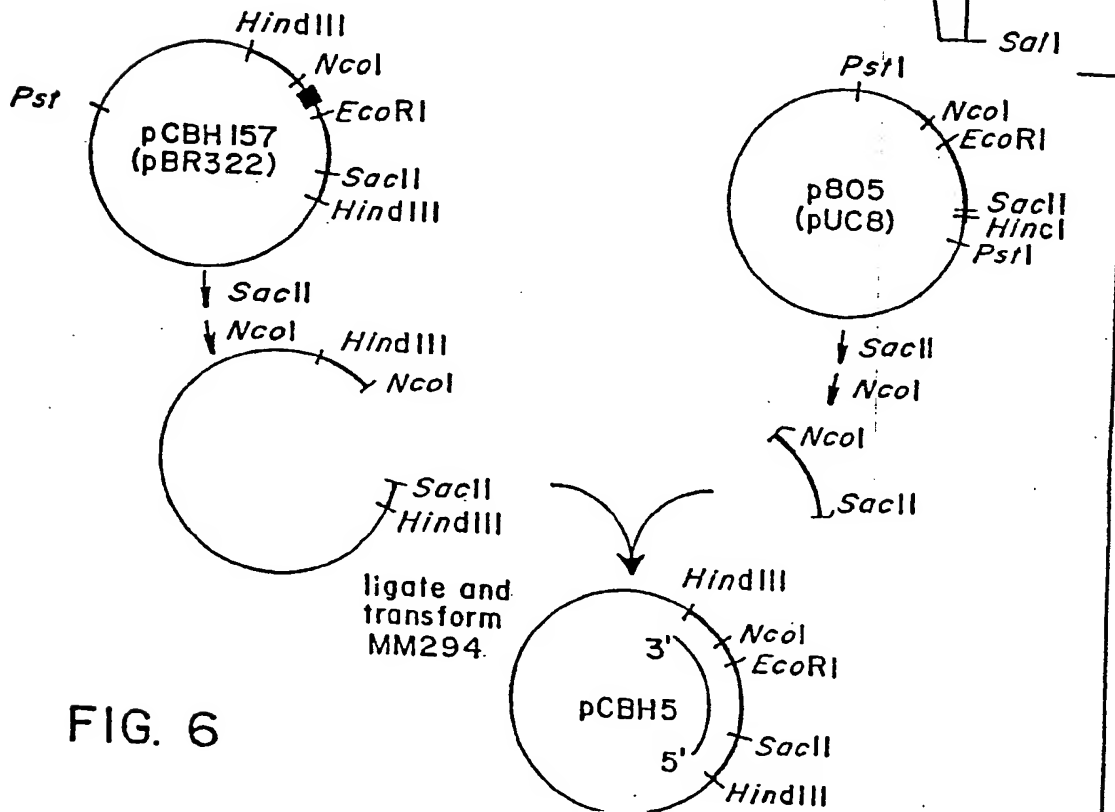 SalI
HindIII
NcoI
Pst
EcoRI
pCBH157
(pBR322)
SacII
HindIII
PstI
NcoI
EcoRI
p805
(pUC8)
SacII
HincI
PstI
SacII
NcoI
HindIII
NcoI
SacII
HindIII
SacII
NcoI
NcoI
SacII
ligate and
transform
MM294.
HindIII
NcoI
EcoRI
3'
pCBH5
5'
SacII
HindIII
FIG. 6